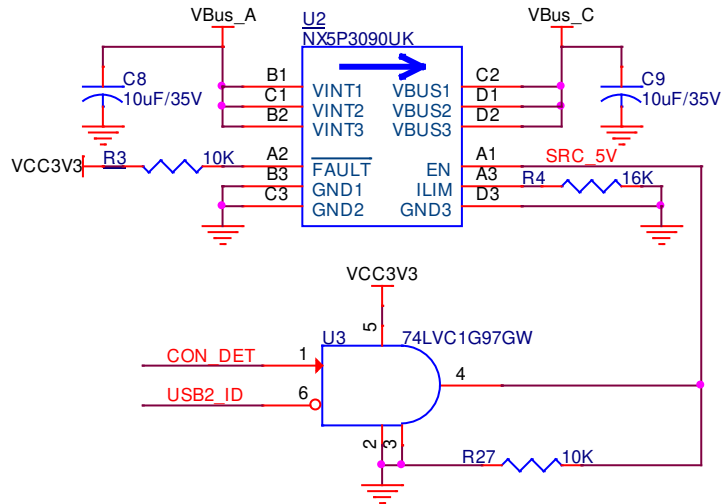 VBus_A
U2
VBus_C
NX5P3090UK
C8
10uF/35V
B1
VINT1
VBUS1
C2
C1
VINT2
VBUS2
D1
B2
VINT3
VBUS3
D2
C9
10uF/35V
VCC3V3
R3
10K
A2
FAULT
EN
A1
SRC_5V
B3
GND1
ILIM
A3
R4
16K
C3
GND2
GND3
D3
VCC3V3
5
U3
74LVC1G97GW
CON_DET
1
4
USB2_ID
6
2
3
R27
10K